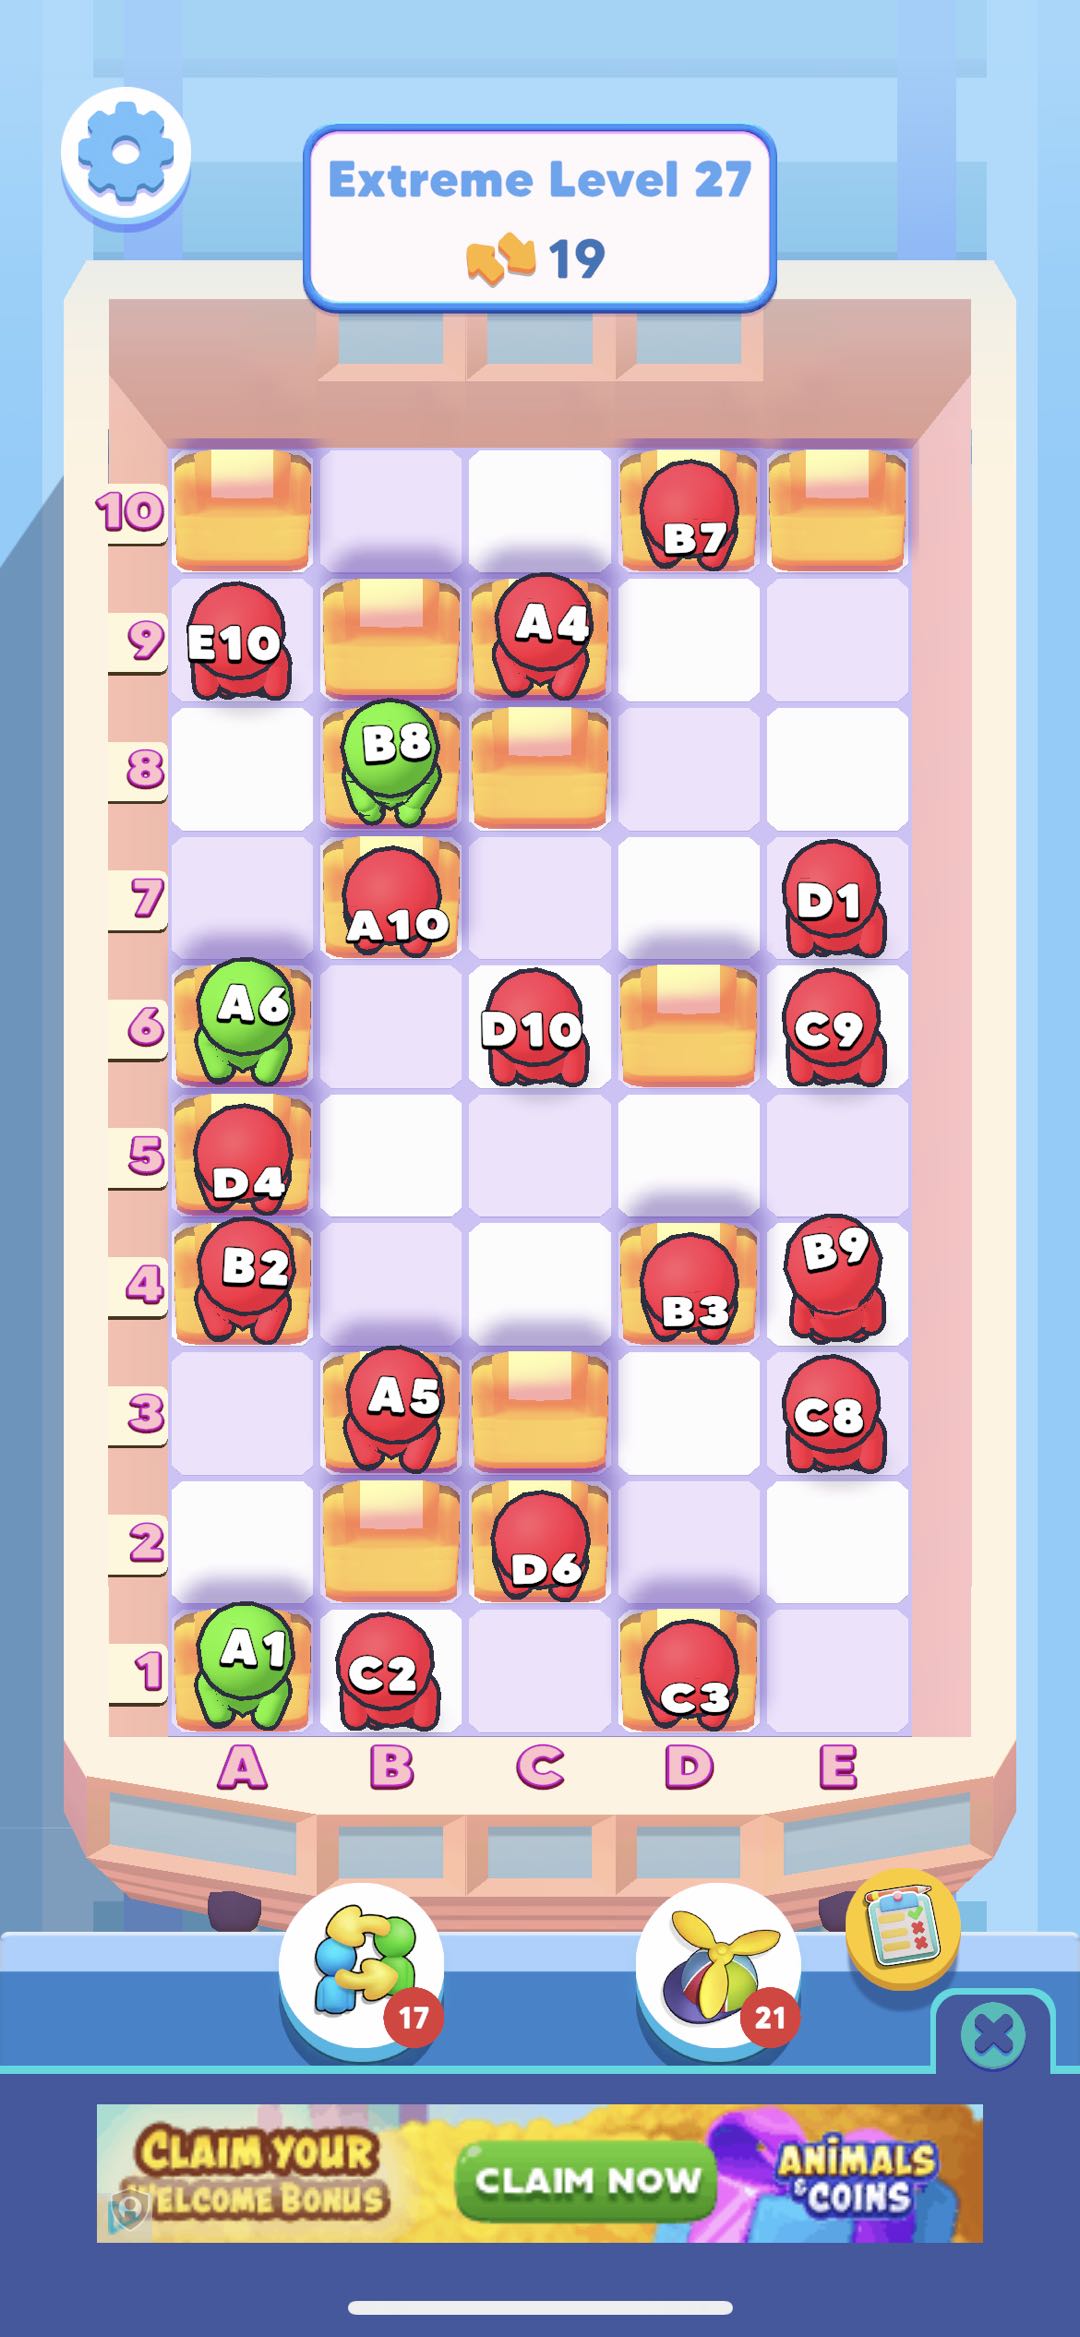 Extreme Level 27
19
10
B7
9
E10
A4
8
B8
7
A10
D1
6
A6
D10
C9
5
D4
4
B2
B3
B9
3
A5
C8
2
D6
1
A1
C2
C3
A B C D E
17
21
CLAIM YOUR
WELCOME BONUS
CLAIM NOW
ANIMALS
& COINS